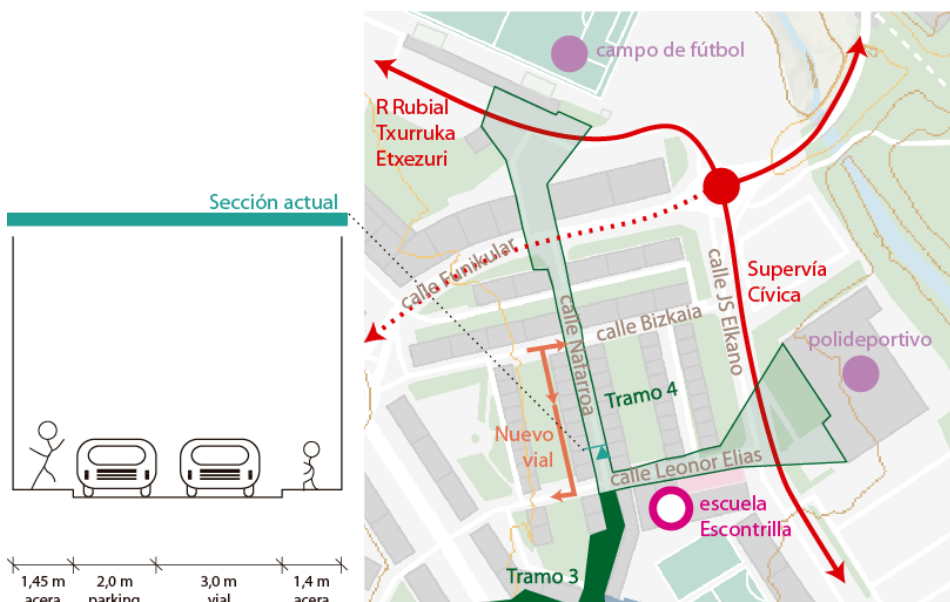 campo de fútbol
R Rubial
Txurruka
Etxezuri
Sección actual
calle Funikular
calle Nafarroa
calle Bizkaia
calle JS Elkano
Supervía
Cívica
polideportivo
Tramo 4
Nuevo
vial
calle Leonor Elias
escuela
Escontrilla
Tramo 3
1,45 m
acera
2,0 m
parking
3,0 m
vial
1,4 m
acera